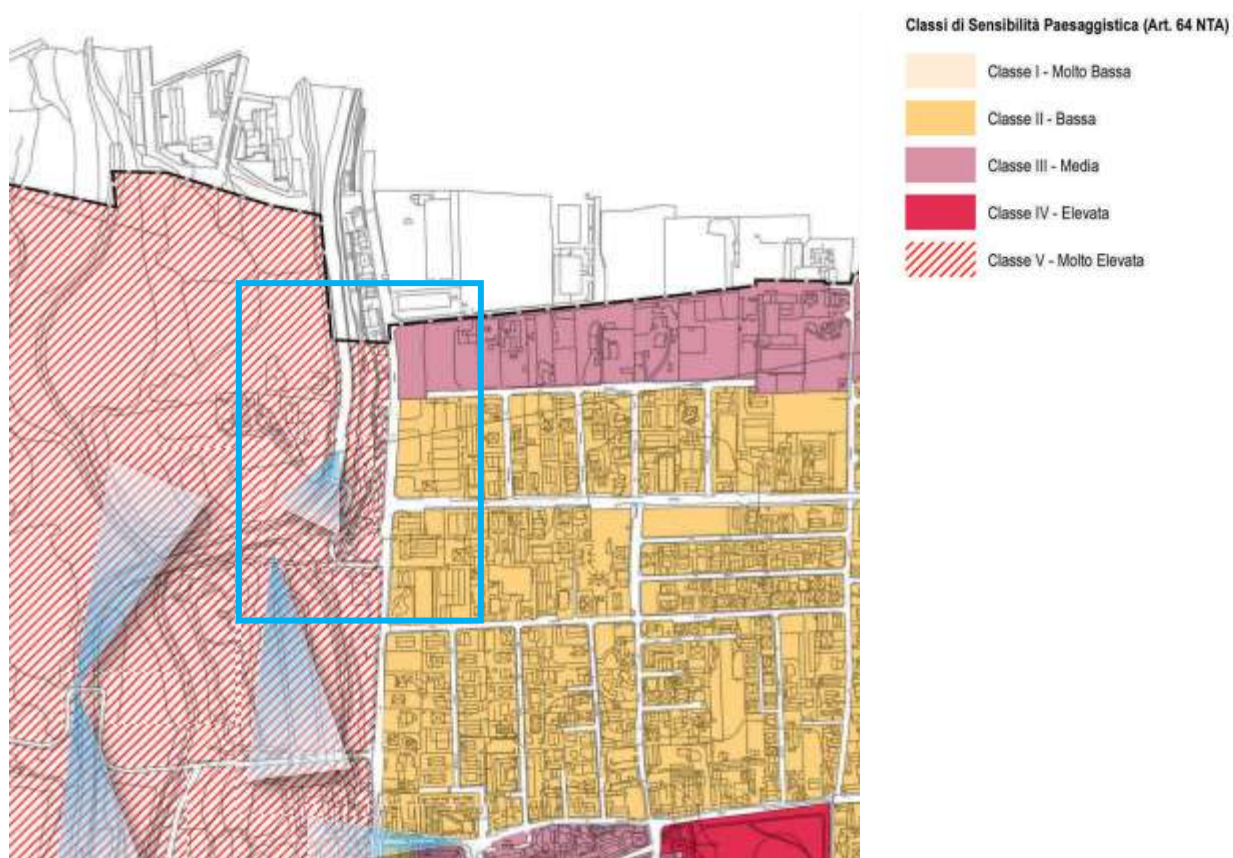 Classi di Sensibilità Paesaggistica (Art. 64 NTA)
Classe I - Molto Bassa
Classe II - Bassa
Classe III - Media
Classe IV - Elevata
Classe V - Molto Elevata